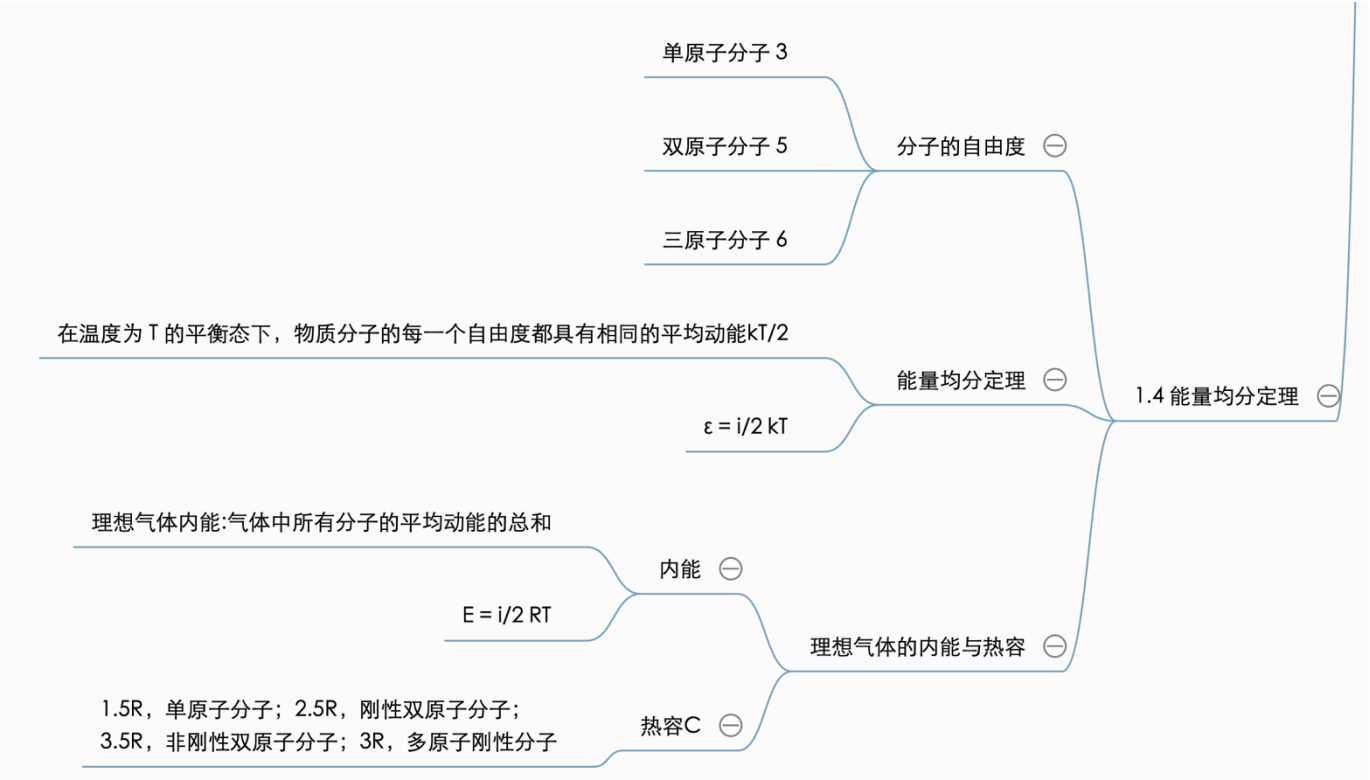 单原子分子 3
双原子分子 5
分子的自由度
三原子分子 6
在温度为 T 的平衡态下，物质分子的每一个自由度都具有相同的平均动能kT/2
能量均分定理
1.4 能量均分定理
ε = i/2 kT
理想气体内能:气体中所有分子的平均动能的总和
内能
E = i/2 RT
理想气体的内能与热容
1.5R，单原子分子；2.5R，刚性双原子分子；
3.5R，非刚性双原子分子；3R，多原子刚性分子
热容C